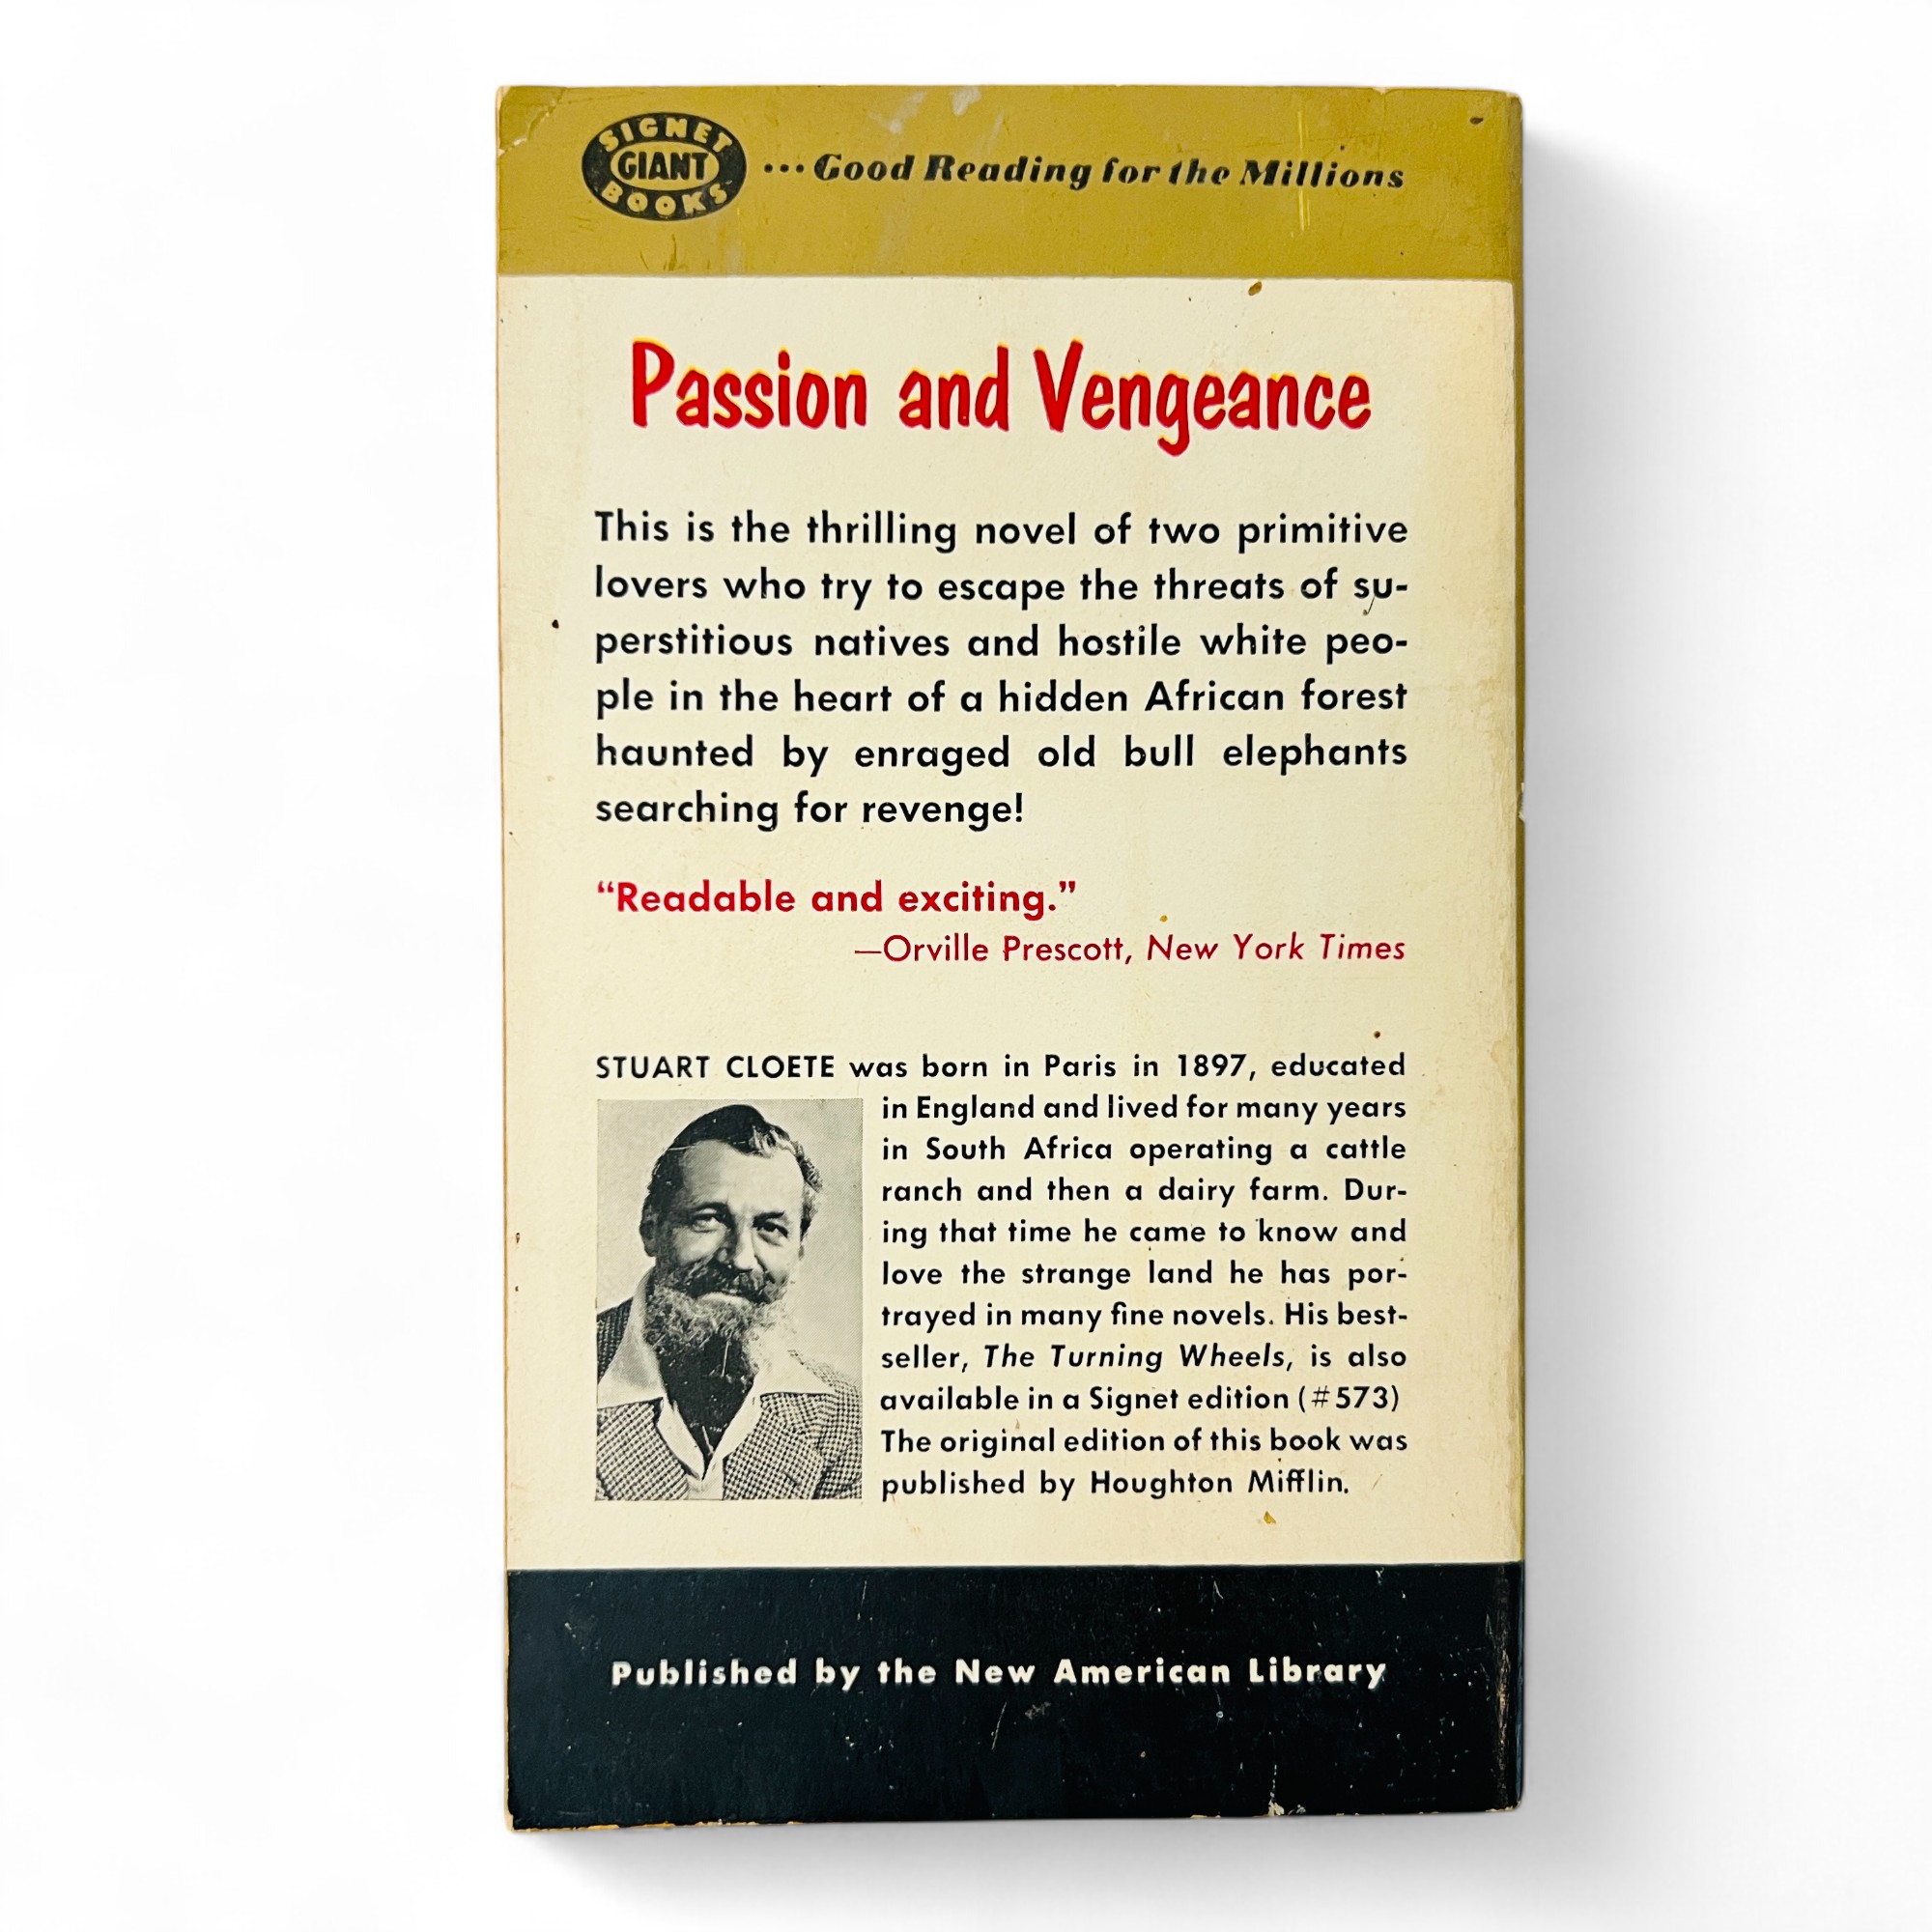 SIGNET
GIANT
BOOKS
...Good Reading for the Millions
Passion and Vengeance
This is the thrilling novel of two primitive
lovers who try to escape the threats of su-
perstitious natives and hostile white peo-
ple in the heart of a hidden African forest
haunted by enraged old bull elephants
searching for revenge!
“Readable and exciting.”
—Orville Prescott, New York Times
STUART CLOETE was born in Paris in 1897, educated
in England and lived for many years
in South Africa operating a cattle
ranch and then a dairy farm. Dur-
ing that time he came to know and
love the strange land he has por-
trayed in many fine novels. His best-
seller, The Turning Wheels, is also
available in a Signet edition (#573)
The original edition of this book was
published by Houghton Mifflin.
Published by the New American Library